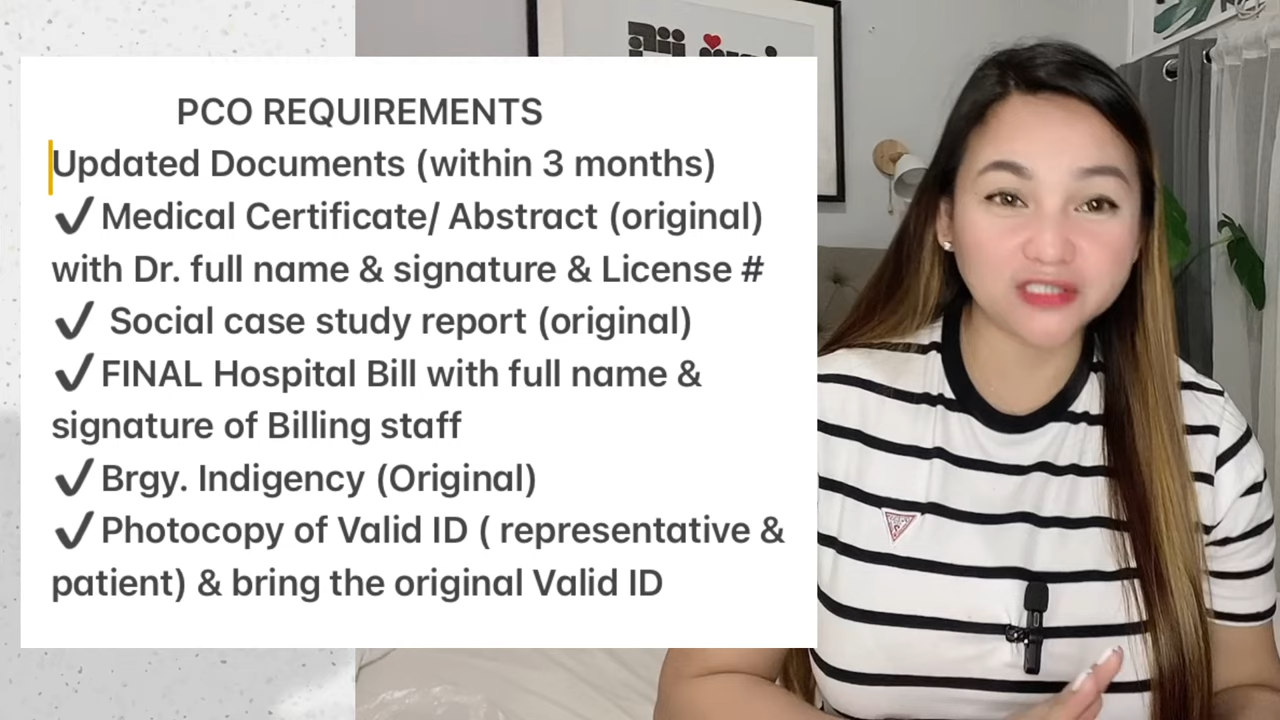 PCO REQUIREMENTS
Updated Documents (within 3 months)
✔Medical Certificate/ Abstract (original)
with Dr. full name & signature & License #
✔ Social case study report (original)
✔FINAL Hospital Bill with full name &
signature of Billing staff
✔Brgy. Indigency (Original)
✔Photocopy of Valid ID ( representative &
patient) & bring the original Valid ID